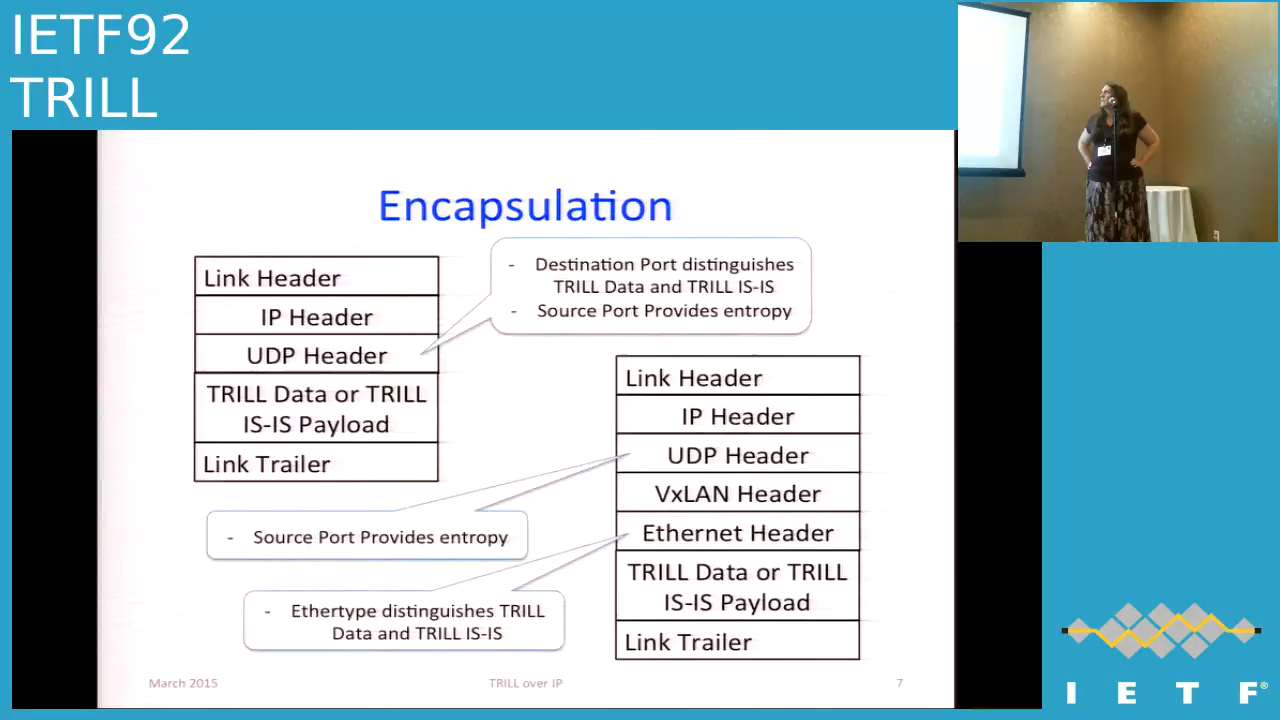 IETF92
TRILL
Encapsulation
Link Header
IP Header
UDP Header
TRILL Data or TRILL
IS-IS Payload
Link Trailer
- Destination Port distinguishes
TRILL Data and TRILL IS-IS
- Source Port Provides entropy
Link Header
IP Header
UDP Header
VxLAN Header
Ethernet Header
TRILL Data or TRILL
IS-IS Payload
Link Trailer
- Source Port Provides entropy
- Ethertype distinguishes TRILL
Data and TRILL IS-IS
March 2015
TRILL over IP
7
I E T F®